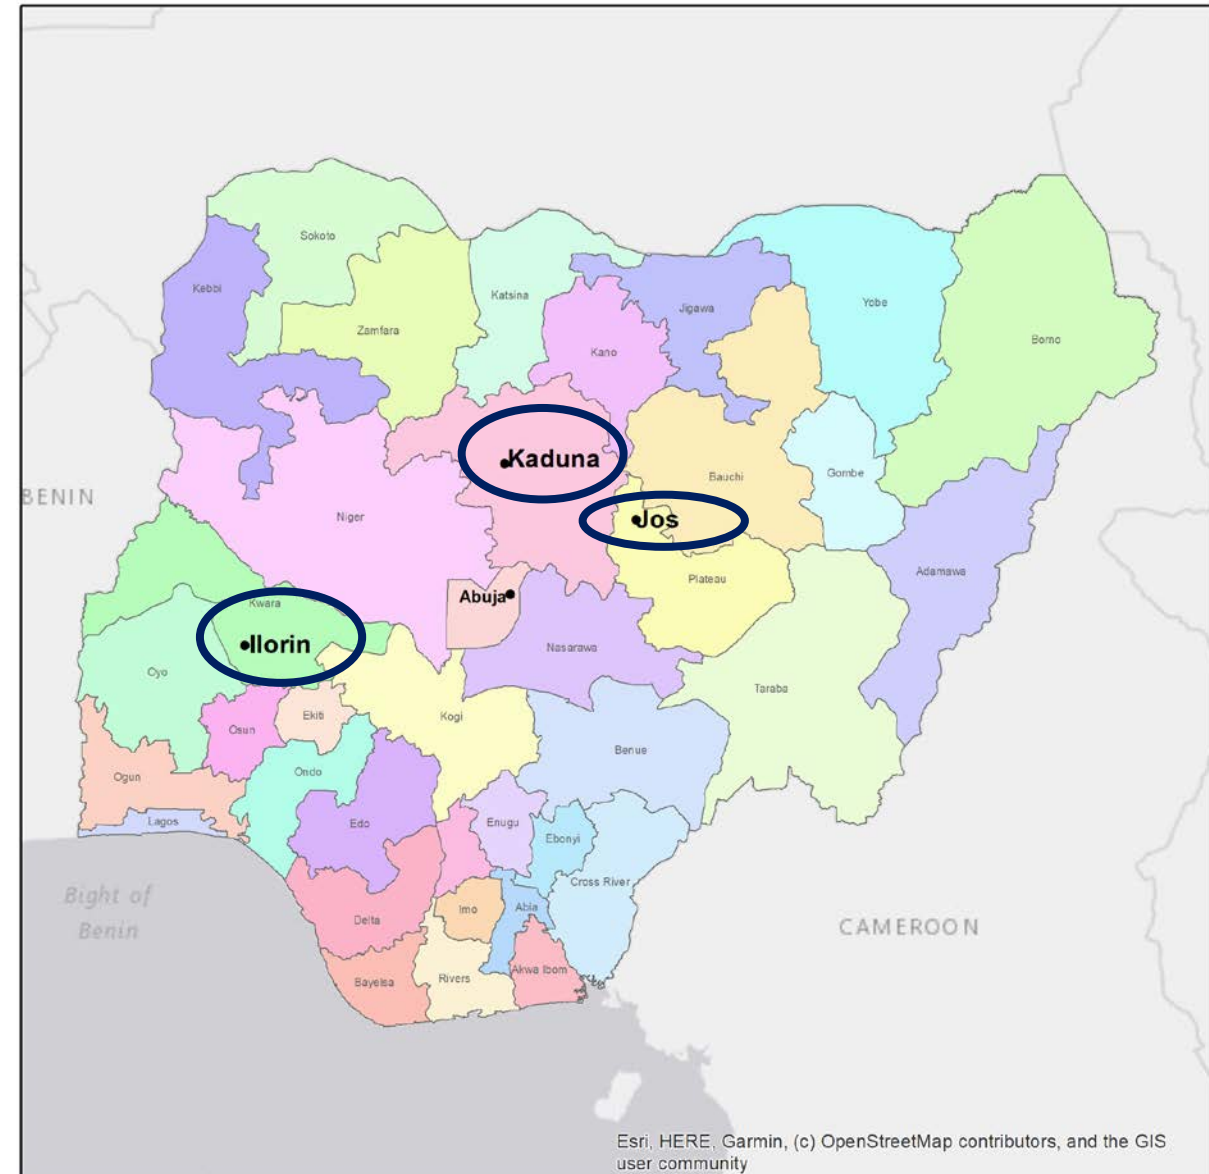 Sokoto
Kebbi
Katsina
Yobe
Jigawa
Zamfara
Borno
Kano
Kaduna
Gombe
Bauchi
BENIN
Niger
Jos
Adamawa
Plateau
Abuja
Kwara
Ilorin
Nasarawa
Oyo
Taraba
Ekiti
Kogi
Osun
Benue
Ondo
Ogun
Lagos
Edo
Enugu
Ebonyi
Cross River
Bight of
Benin
Imo
Abia
Delta
CAMEROON
Akwa Ibom
Rivers
Bayelsa
Esri, HERE, Garmin, (c) OpenStreetMap contributors, and the GIS
user community